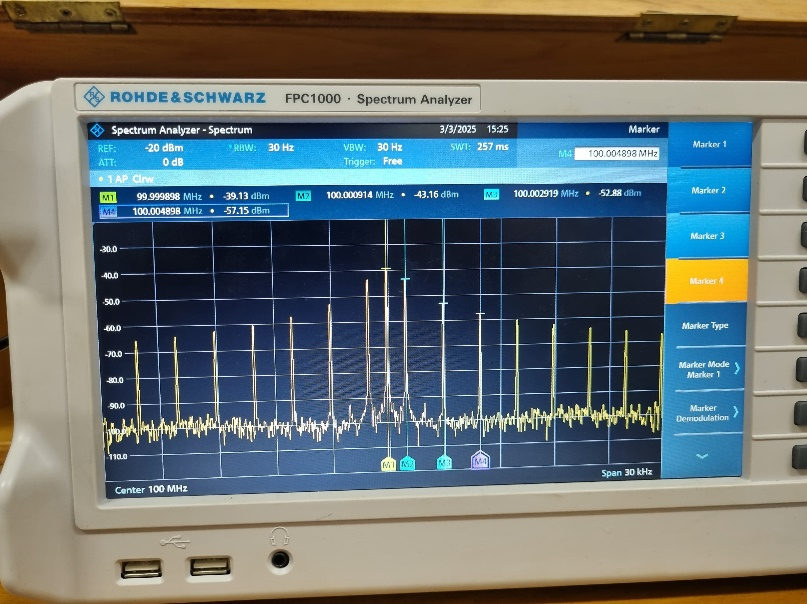 ROHDE&SCHWARZ FPC1000 · Spectrum Analyzer
Spectrum Analyzer - Spectrum 3/3/2025 15:25 Marker
REF: -20 dBm *RBW: 30 Hz VBW: 30 Hz SWT: 257 ms
ATT: 0 dB Trigger: Free M4 100.004898 MHz
1 AP Clrw
M1 99.999898 MHz • -39.13 dBm M2 100.000914 MHz • -43.16 dBm M3 100.002919 MHz • -52.88 dBm
M4 100.004898 MHz • -57.15 dBm
-30.0
-40.0
-50.0
-60.0
-70.0
-80.0
-90.0
-110.0
M1 M2 M3 M4
Center 100 MHz Span 30 kHz
Marker 1
Marker 2
Marker 3
Marker 4
Marker Type
Marker Mode
Marker 1
Marker
Demodulation